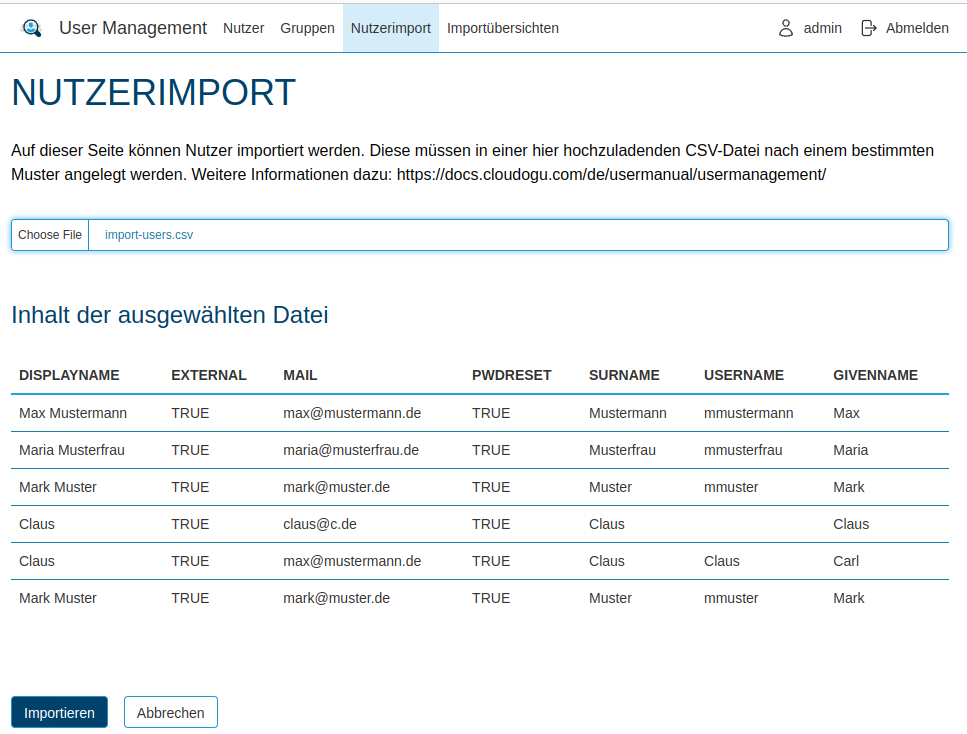 User Management Nutzer Gruppen Nutzerimport Importübersichten admin Abmelden
NUTZERIMPORT
Auf dieser Seite können Nutzer importiert werden. Diese müssen in einer hier hochzuladenden CSV-Datei nach einem bestimmten
Muster angelegt werden. Weitere Informationen dazu: https://docs.cloudogu.com/de/usermanual/usermanagement/
Choose File import-users.csv
Inhalt der ausgewählten Datei
DISPLAYNAME EXTERNAL MAIL PWDRESET SURNAME USERNAME GIVENNAME
Max Mustermann TRUE max@mustermann.de TRUE Mustermann mmustermann Max
Maria Musterfrau TRUE maria@musterfrau.de TRUE Musterfrau mmusterfrau Maria
Mark Muster TRUE mark@muster.de TRUE Muster mmuster Mark
Claus TRUE claus@c.de TRUE Claus Claus
Claus TRUE max@mustermann.de TRUE Claus Claus Carl
Mark Muster TRUE mark@muster.de TRUE Muster mmuster Mark
Importieren Abbrechen